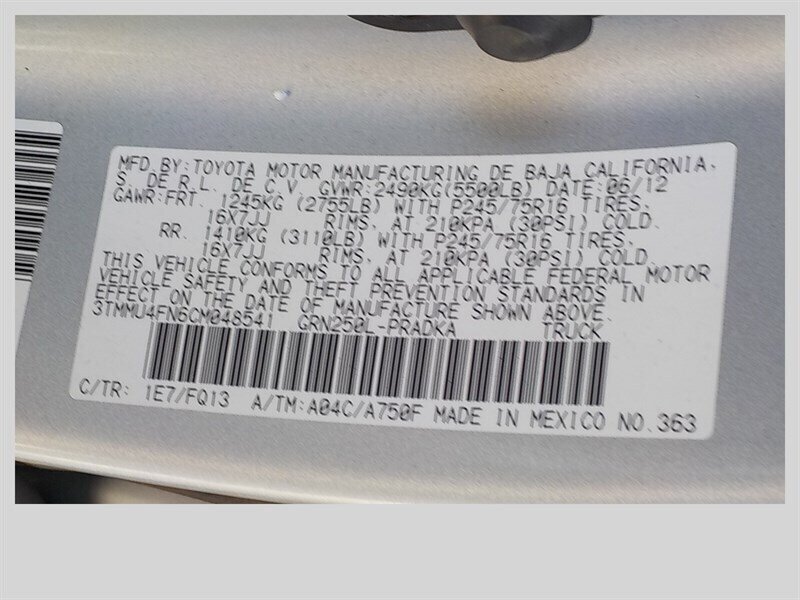 MFD. BY: TOYOTA MOTOR MANUFACTURING DE BAJA CALIFORNIA.
S. DE R.L. DE C.V. GVWR: 2490KG(5500LB) DATE: 06/12
GAWR: FRT. 1245KG (2755LB) WITH P245/75R16 TIRES,
16X7JJ RIMS, AT 210KPA (30PSI) COLD.
RR. 1410KG (3110LB) WITH P245/75R16 TIRES,
16X7JJ RIMS, AT 210KPA (30PSI) COLD.
THIS VEHICLE CONFORMS TO ALL APPLICABLE FEDERAL MOTOR
VEHICLE SAFETY AND THEFT PREVENTION STANDARDS IN
EFFECT ON THE DATE OF MANUFACTURE SHOWN ABOVE.
3TMMU4FN6CM048541 GRN250L-PRADKA TRUCK
C/TR: 1E7/FQ13 A/TM: A04C/A750F MADE IN MEXICO NO. 363